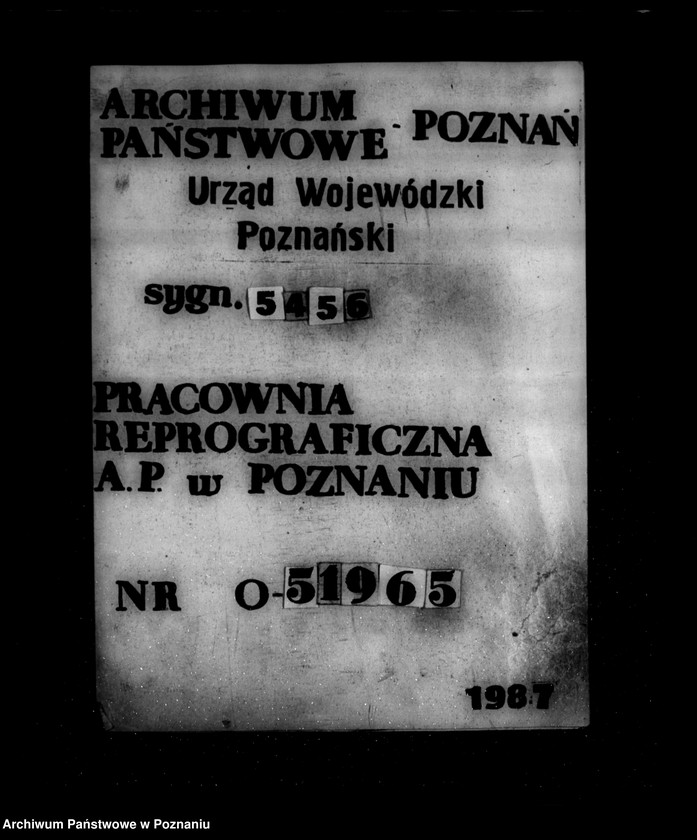 ARCHIWUM
PAŃSTWOWE - POZNAŃ
Urząd Wojewódzki
Poznański
sygn. 5456
PRACOWNIA
REPROGRAFICZNA
A.P. w POZNANIU
NR O-51965
1987
Archiwum Państwowe w Poznaniu